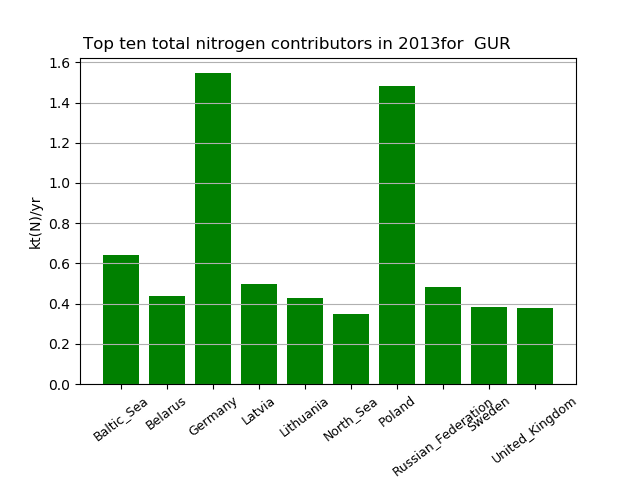 Top ten total nitrogen contributors in 2013for  GUR
1.6
1.4
1.2
1.0
0.8
0.6
0.4
0.2
0.0
kt(N)/yr
Baltic_Sea
Belarus
Germany
Latvia
Lithuania
North_Sea
Poland
Russian_Federation
Sweden
United_Kingdom